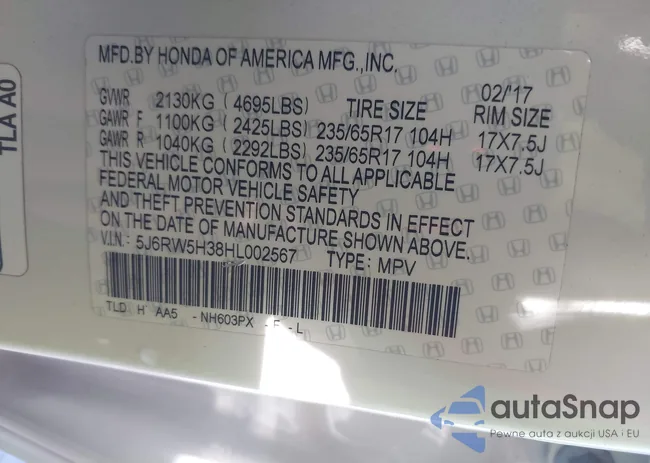 TLA A0
MFD.BY HONDA OF AMERICA MFG.,INC.
02/'17
GVWR 2130KG (4695LBS) TIRE SIZE RIM SIZE
GAWR F 1100KG (2425LBS) 235/65R17 104H 17X7.5J
GAWR R 1040KG (2292LBS) 235/65R17 104H 17X7.5J
THIS VEHICLE CONFORMS TO ALL APPLICABLE
FEDERAL MOTOR VEHICLE SAFETY
AND THEFT PREVENTION STANDARDS IN EFFECT
ON THE DATE OF MANUFACTURE SHOWN ABOVE.
V.I.N.: 5J6RW5H38HL002567 TYPE: MPV
TLD H AA5 -NH603PX - F - L
autoSnap
Pewne auta z aukcji USA i EU